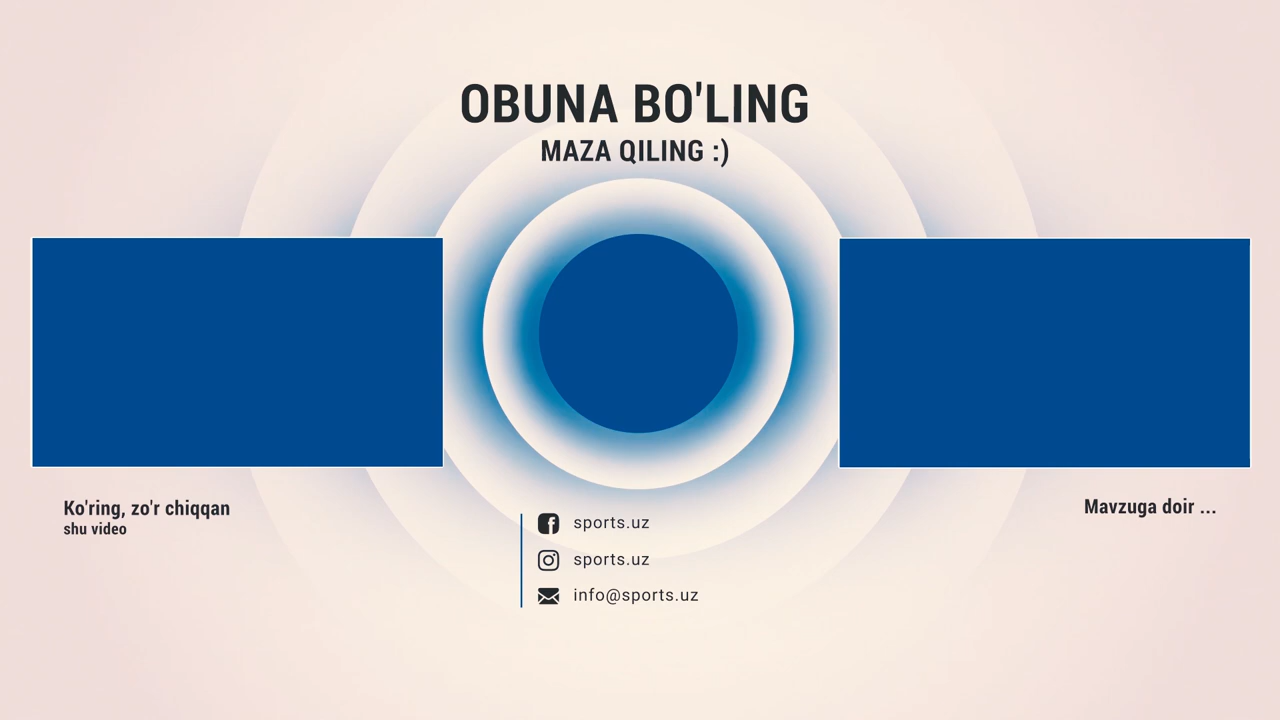 OBUNA BO'LING
MAZA QILING :)
Ko'ring, zo'r chiqqan
shu video
Mavzuga doir ...
sports.uz
sports.uz
info@sports.uz